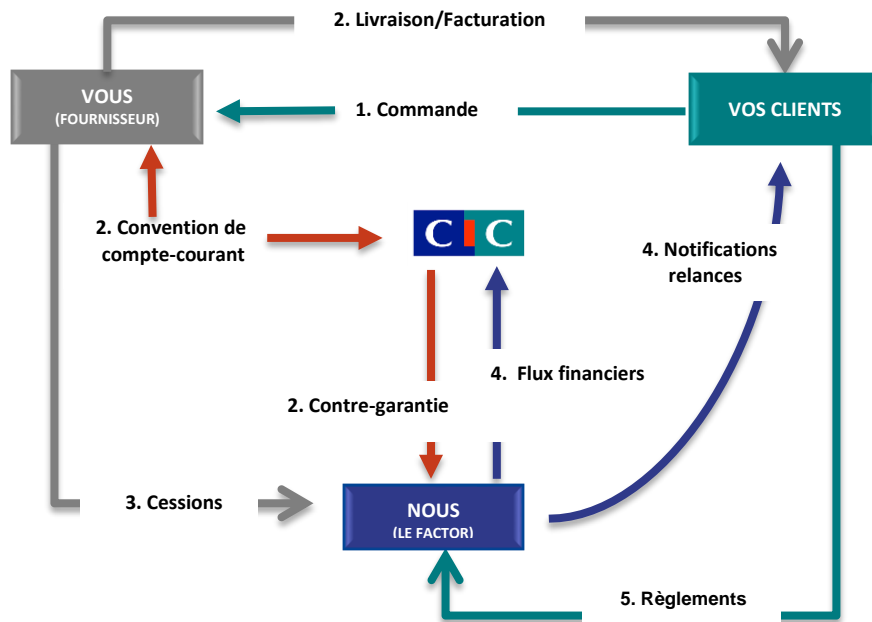 2. Livraison/Facturation
VOUS
(FOURNISSEUR)
1. Commande
VOS CLIENTS
2. Convention de
compte-courant
CIC
4. Notifications
relances
4. Flux financiers
2. Contre-garantie
3. Cessions
NOUS
(LE FACTOR)
5. Règlements